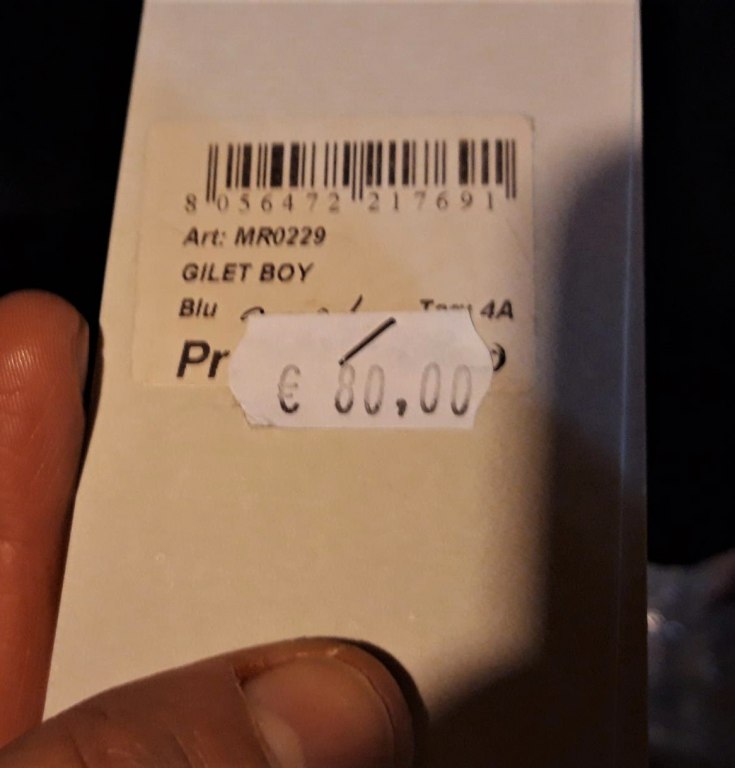 8 056472 217691
Art: MR0229
GILET BOY
Blu 4A
Pr
€ 80,00